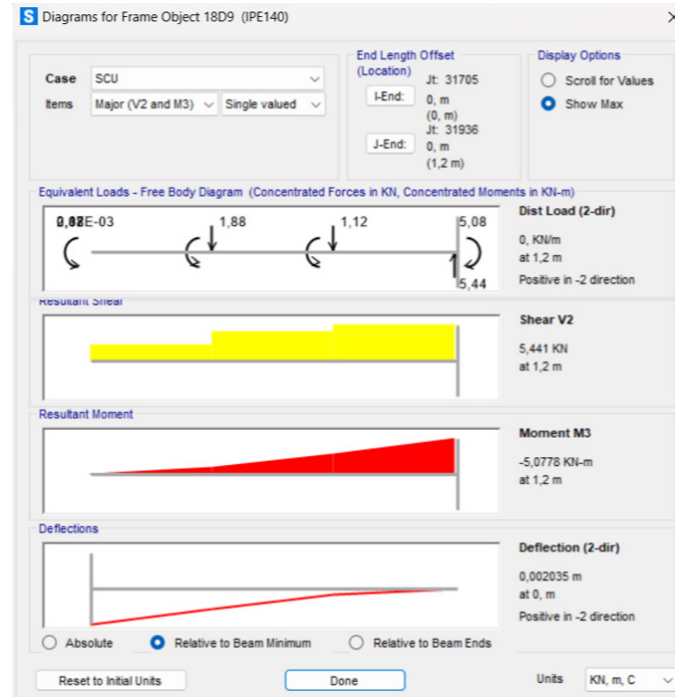 S Diagrams for Frame Object 18D9 (IPE140)
Case SCU
Items Major (V2 and M3) Single valued
End Length Offset
(Location)
Jt: 31705
I-End: 0, m
(0, m)
Jt: 31936
J-End: 0, m
(1,2 m)
Display Options
Scroll for Values
Show Max
Equivalent Loads - Free Body Diagram (Concentrated Forces in KN, Concentrated Moments in KN-m)
E-03 1,88 1,12 5,08
5,44
Dist Load (2-dir)
0, KN/m
at 1,2 m
Positive in -2 direction
Resultant Shear
Shear V2
5,441 KN
at 1,2 m
Resultant Moment
Moment M3
-5,0778 KN-m
at 1,2 m
Deflections
Deflection (2-dir)
0,002035 m
at 0, m
Positive in -2 direction
Absolute Relative to Beam Minimum Relative to Beam Ends
Reset to Initial Units Done Units KN, m, C